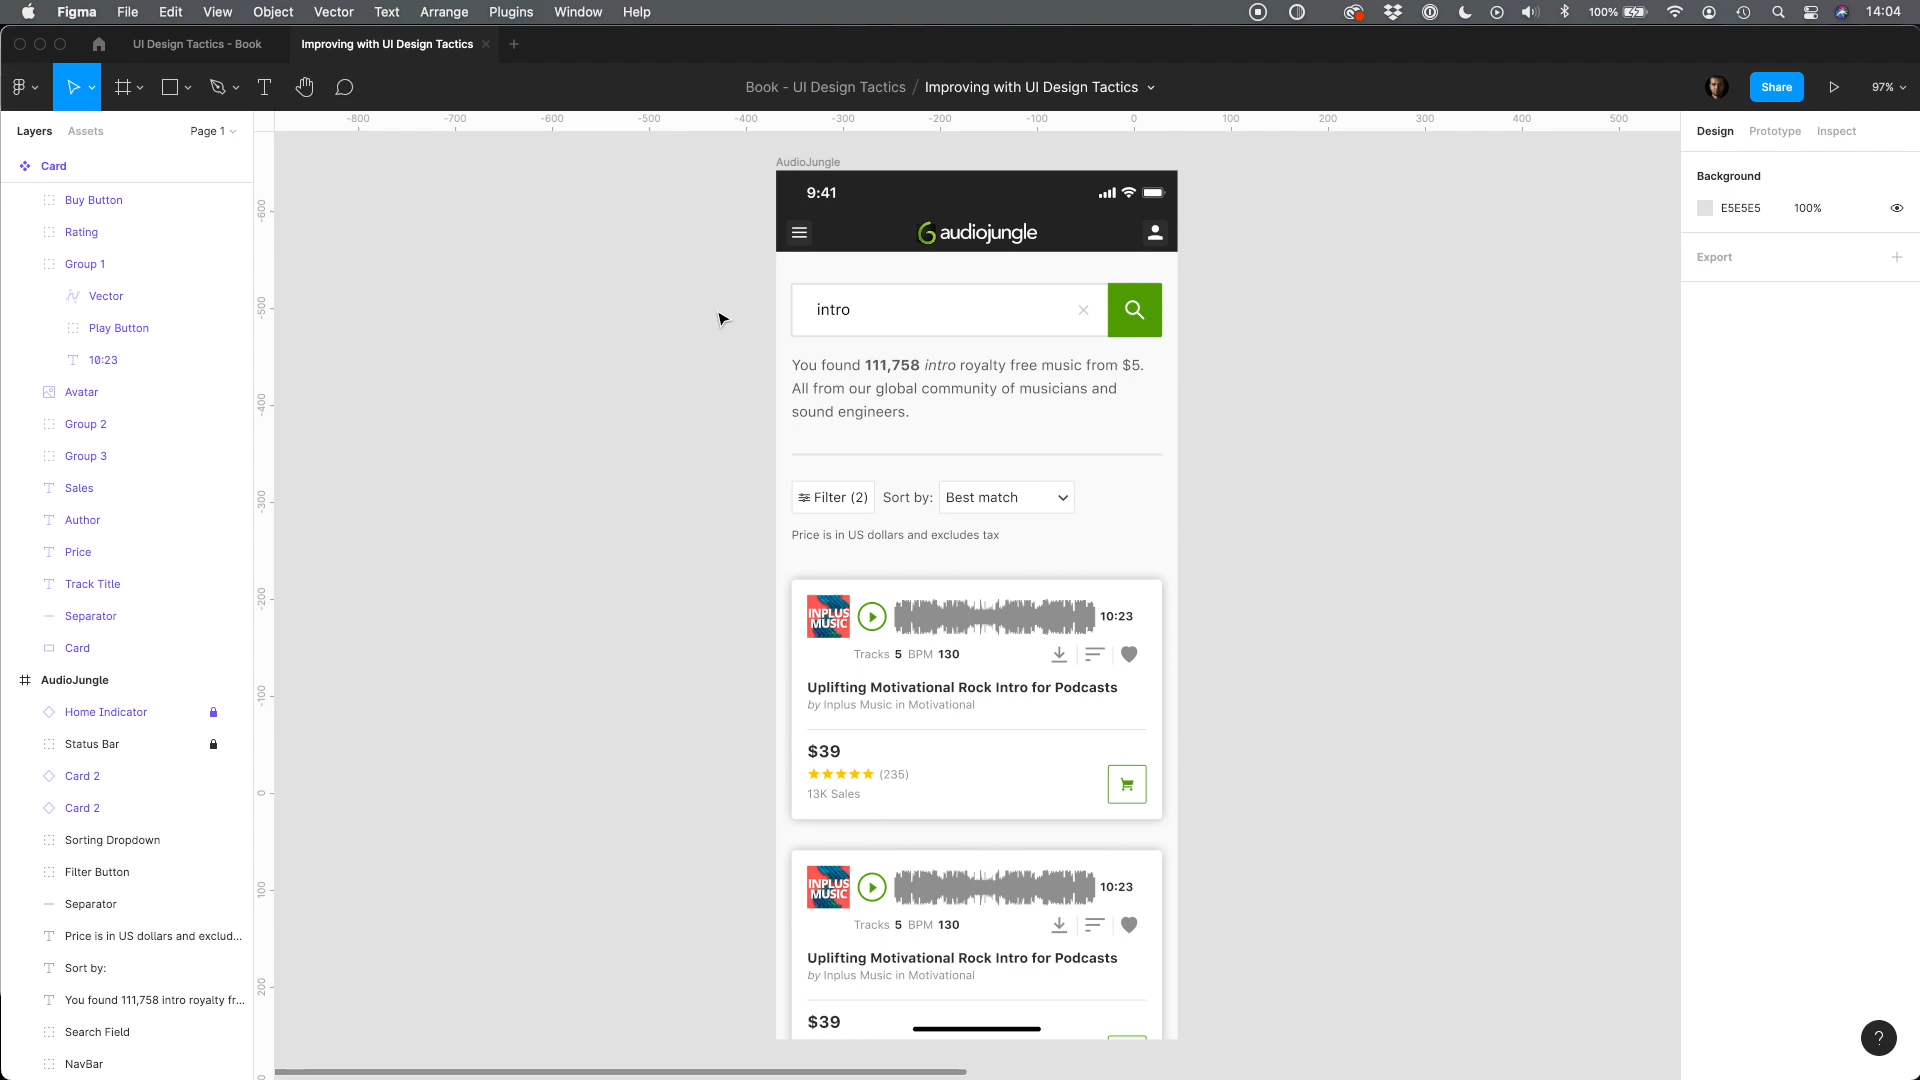 Figma File Edit View Object Vector Text Arrange Plugins Window Help 100% 14:04
UI Design Tactics - Book Improving with UI Design Tactics
Book - UI Design Tactics / Improving with UI Design Tactics Share 97%
Layers Assets Page 1
Card
Buy Button
Rating
Group 1
Vector
Play Button
10:23
Avatar
Group 2
Group 3
Sales
Author
Price
Track Title
Separator
Card
AudioJungle
Home Indicator
Status Bar
Card 2
Card 2
Sorting Dropdown
Filter Button
Separator
Price is in US dollars and exclud...
Sort by:
You found 111,758 intro royalty fr...
Search Field
NavBar
-800 -700 -600 -500 -400 -300 -200 -100 0 100 200 300 400 500
-600
-500
-400
-300
-200
-100
0
100
200
AudioJungle
9:41
audiojungle
intro
You found 111,758 intro royalty free music from $5.
All from our global community of musicians and
sound engineers.
Filter (2) Sort by: Best match
Price is in US dollars and excludes tax
INPLUS
MUSIC
10:23
Tracks 5 BPM 130
Uplifting Motivational Rock Intro for Podcasts
by Inplus Music in Motivational
$39
(235)
13K Sales
INPLUS
MUSIC
10:23
Tracks 5 BPM 130
Uplifting Motivational Rock Intro for Podcasts
by Inplus Music in Motivational
$39
Design Prototype Inspect
Background
E5E5E5 100%
Export
?